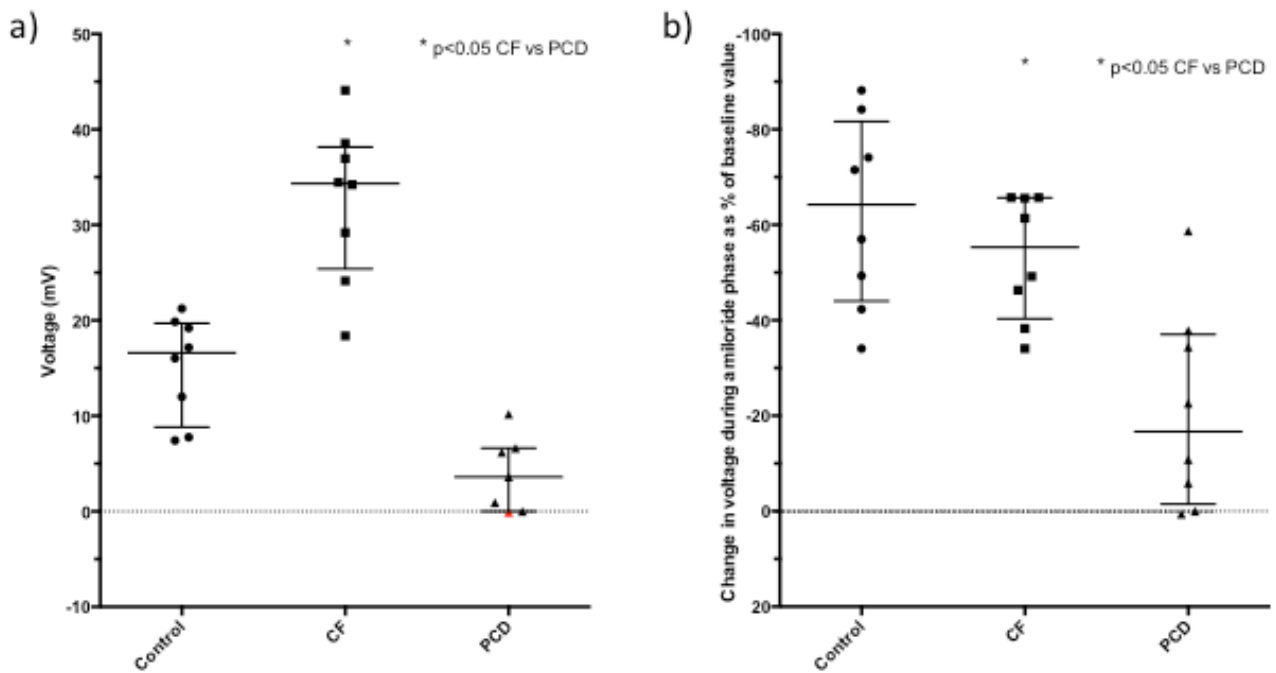 a)
* * p<0.05 CF vs PCD
Voltage (mV)
50
40
30
20
10
0
-10
Control
CF
PCD
b)
* * p<0.05 CF vs PCD
Change in voltage during amiloride phase as % of baseline value
-100
-80
-60
-40
-20
0
20
Control
CF
PCD